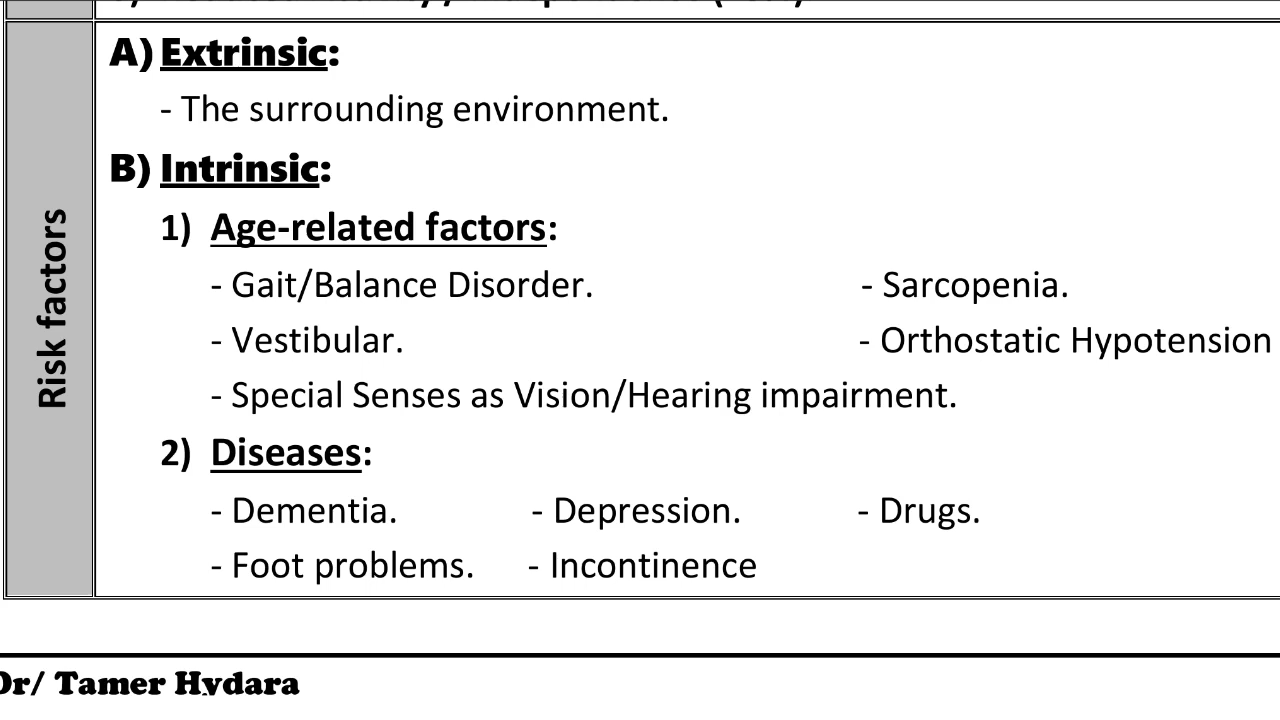 A) Extrinsic:
- The surrounding environment.
B) Intrinsic:
1) Age-related factors:
- Gait/Balance Disorder. - Sarcopenia.
- Vestibular. - Orthostatic Hypotension
- Special Senses as Vision/Hearing impairment.
2) Diseases:
- Dementia. - Depression. - Drugs.
- Foot problems. - Incontinence
Risk factors
Dr/ Tamer Hydara